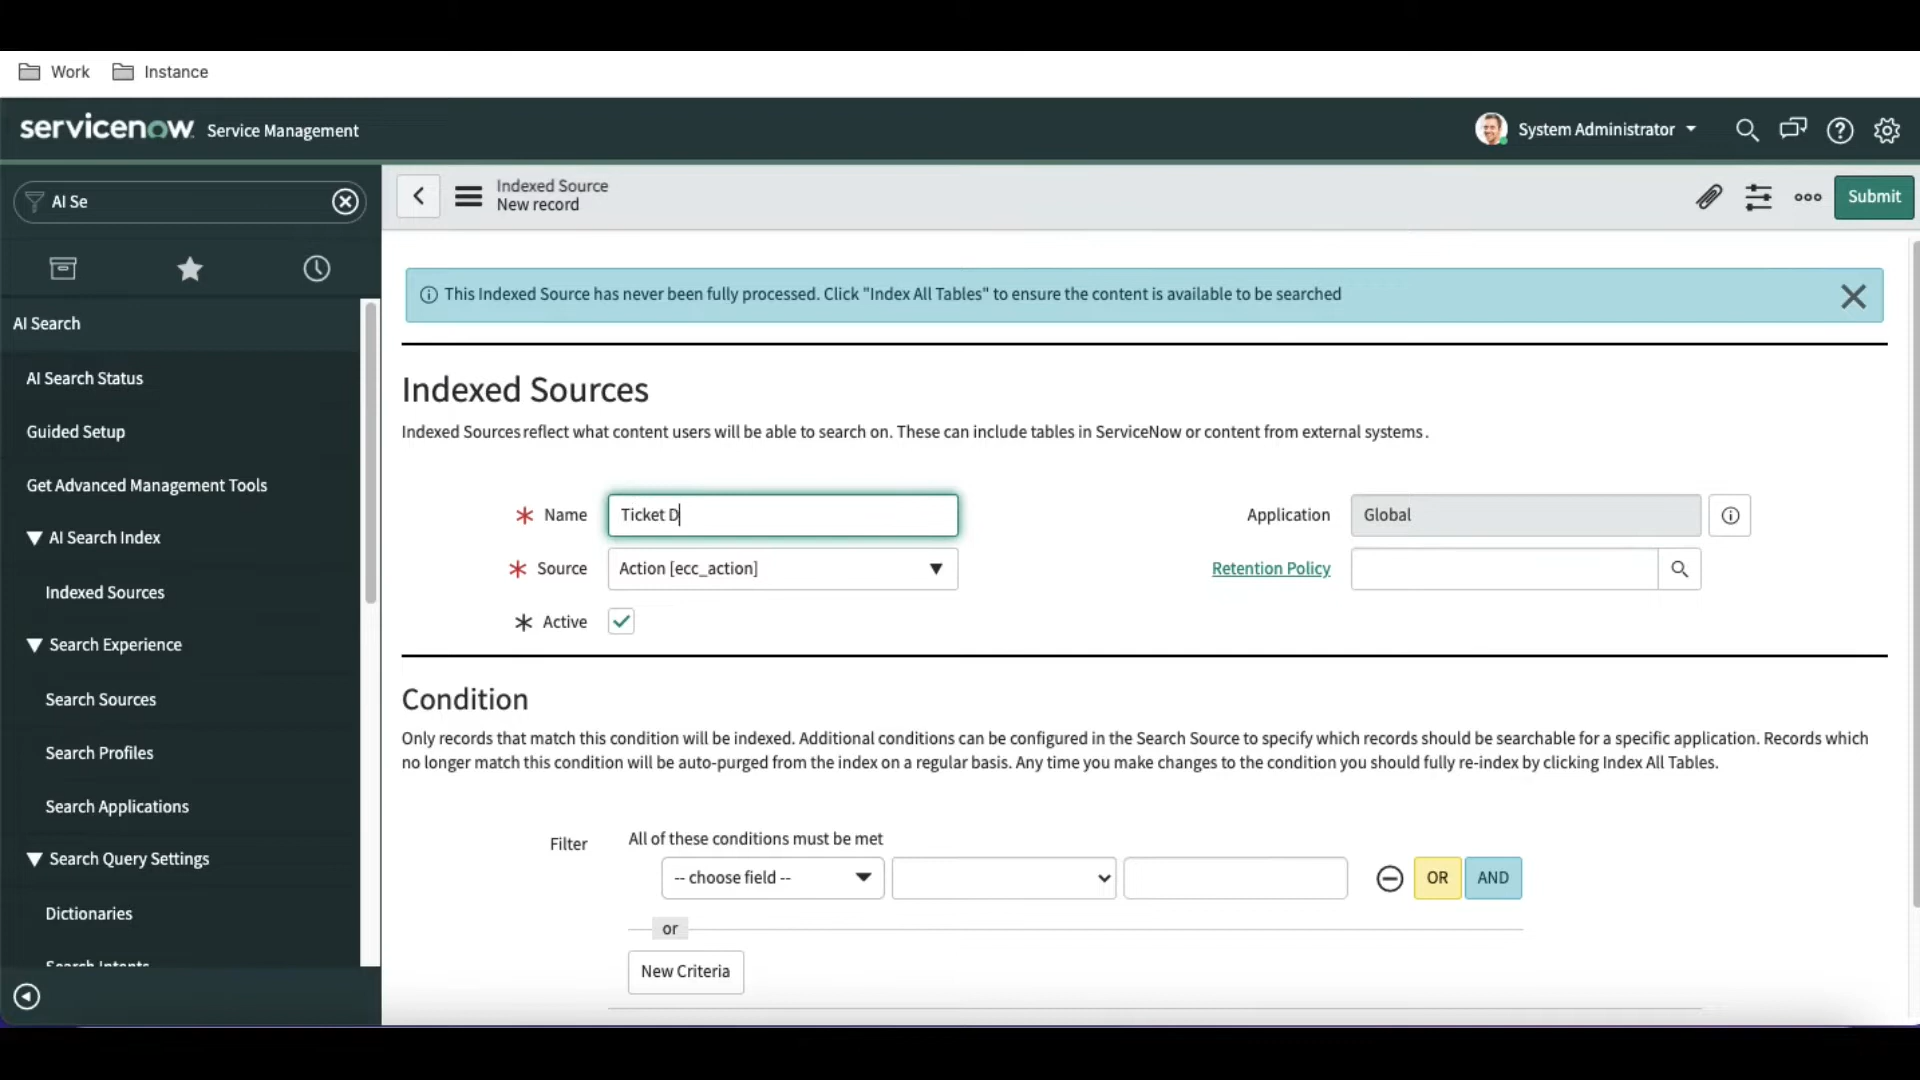 Work
Instance
servicenow Service Management
System Administrator
AI Se
AI Search
AI Search Status
Guided Setup
Get Advanced Management Tools
AI Search Index
Indexed Sources
Search Experience
Search Sources
Search Profiles
Search Applications
Search Query Settings
Dictionaries
Search Intents
Indexed Source
New record
Submit
This Indexed Source has never been fully processed. Click "Index All Tables" to ensure the content is available to be searched
Indexed Sources
Indexed Sources reflect what content users will be able to search on. These can include tables in ServiceNow or content from external systems.
Name
Ticket D
Application
Global
Source
Action [ecc_action]
Retention Policy
Active
Condition
Only records that match this condition will be indexed. Additional conditions can be configured in the Search Source to specify which records should be searchable for a specific application. Records which
no longer match this condition will be auto-purged from the index on a regular basis. Any time you make changes to the condition you should fully re-index by clicking Index All Tables.
Filter
All of these conditions must be met
-- choose field --
OR
AND
or
New Criteria